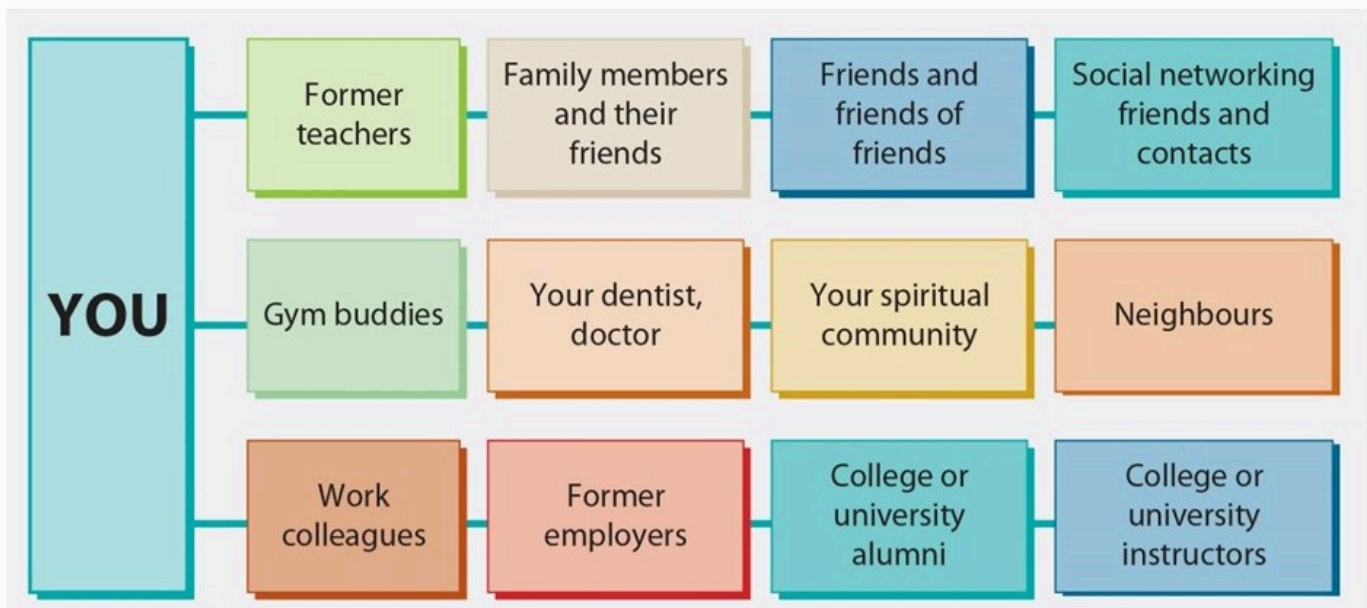 YOU
Former
teachers
Family members
and their
friends
Friends and
friends of
friends
Social networking
friends and
contacts
Gym buddies
Your dentist,
doctor
Your spiritual
community
Neighbours
Work
colleagues
Former
employers
College or
university
alumni
College or
university
instructors